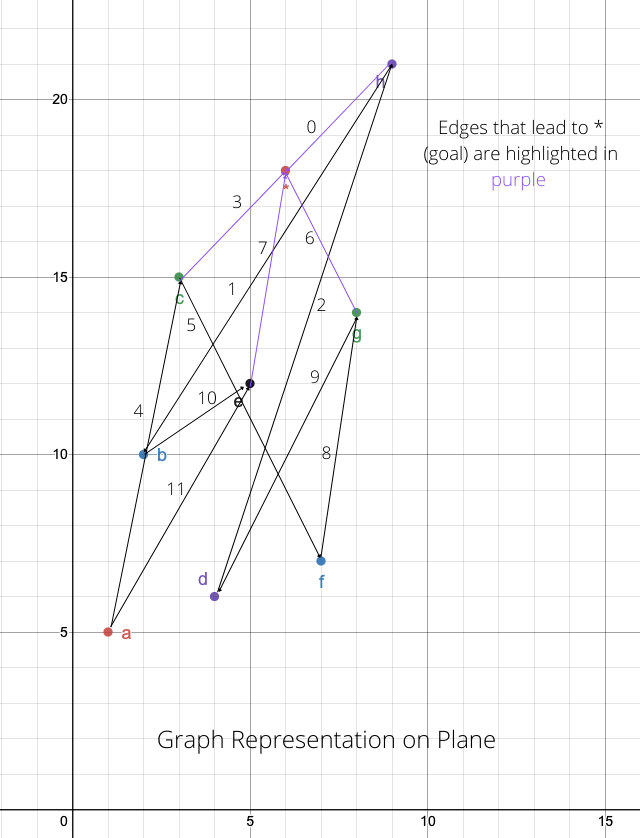 20
h
0
Edges that lead to *
(goal) are highlighted in
purple
*
3
7
6
15
c
1
2
5
g
9
10
e
4
10
b
8
11
d
f
5
a
Graph Representation on Plane
0
5
10
15